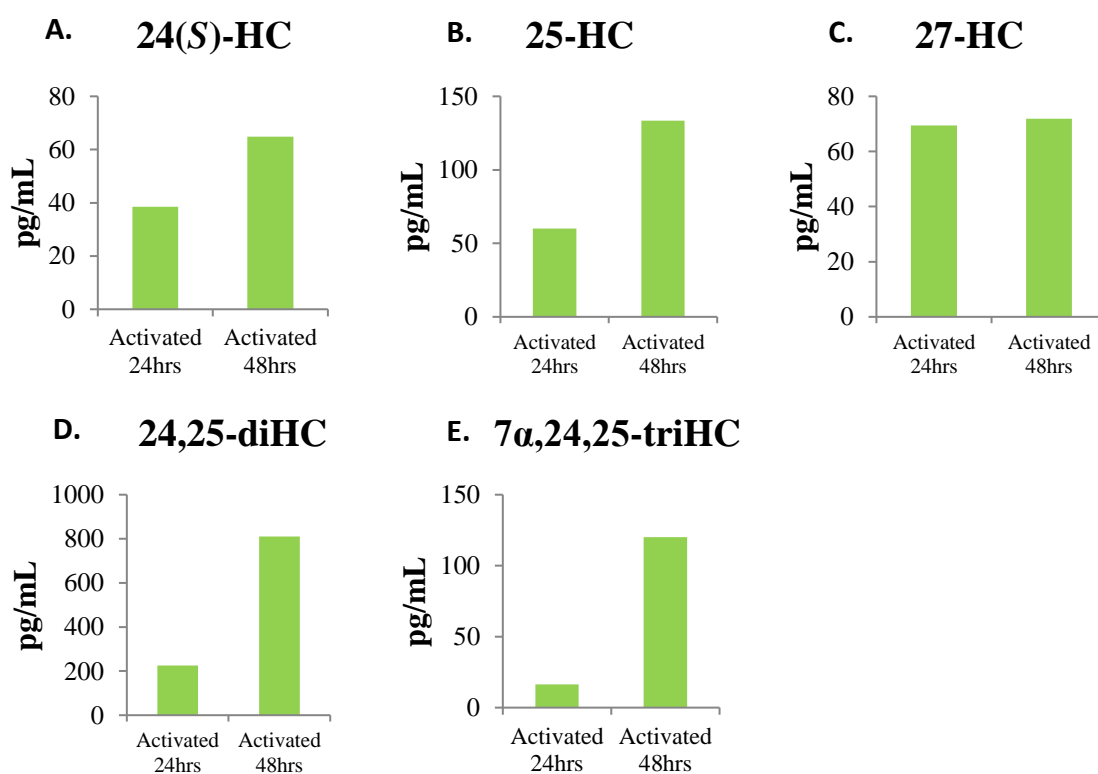 A. 24(S)-HC
80
60
40
20
0
pg/mL
Activated 24hrs
Activated 48hrs
B. 25-HC
150
100
50
0
pg/mL
Activated 24hrs
Activated 48hrs
C. 27-HC
80
60
40
20
0
pg/mL
Activated 24hrs
Activated 48hrs
D. 24,25-diHC
1000
800
600
400
200
0
pg/mL
Activated 24hrs
Activated 48hrs
E. 7α,24,25-triHC
150
100
50
0
pg/mL
Activated 24hrs
Activated 48hrs